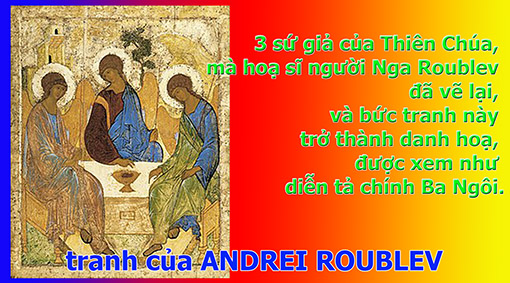 3 sứ giả của Thiên Chúa,
mà hoạ sĩ người Nga Roublev
đã vẽ lại,
và bức tranh này
trở thành danh hoạ,
được xem như
diễn tả chính Ba Ngôi.
tranh của ANDREI ROUBLEV